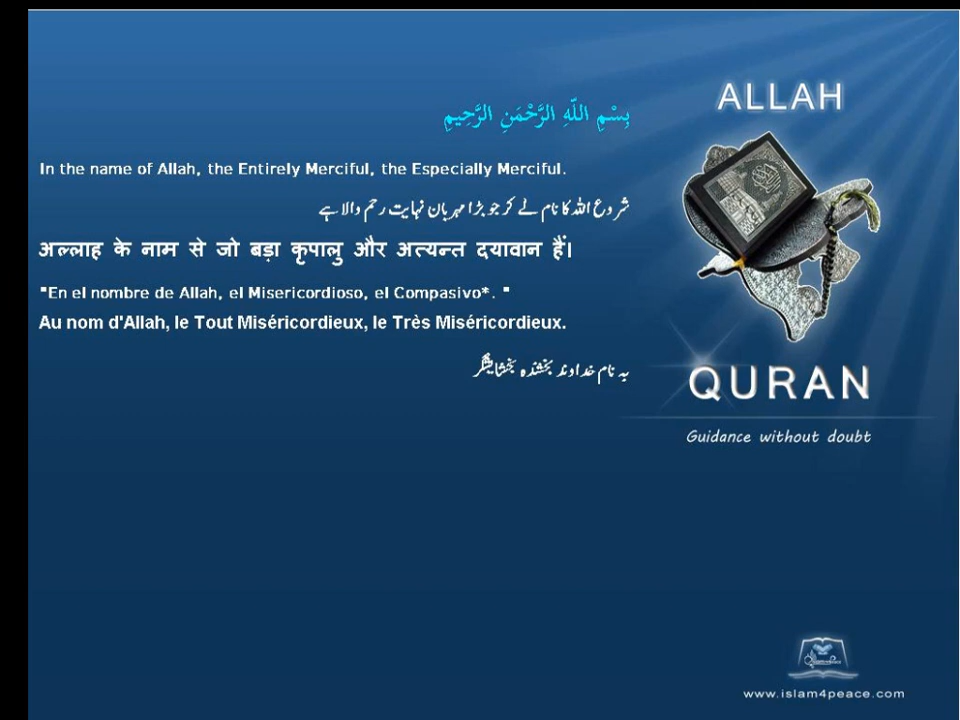 بِسْمِ اللّهِ الرَّحْمَنِ الرَّحِيمِ
In the name of Allah, the Entirely Merciful, the Especially Merciful.
شروع اللہ کا نام لے کر جو بڑا مہربان نہایت رحم والا ہے
अल्लाह के नाम से जो बड़ा कृपालु और अत्यन्त दयावान हैं।
"En el nombre de Allah, el Misericordioso, el Compasivo*. "
Au nom d'Allah, le Tout Miséricordieux, le Très Miséricordieux.
به نام خداوند بخشنده بخشایشگر
ALLAH
QURAN
Guidance without doubt
www.islam4peace.com